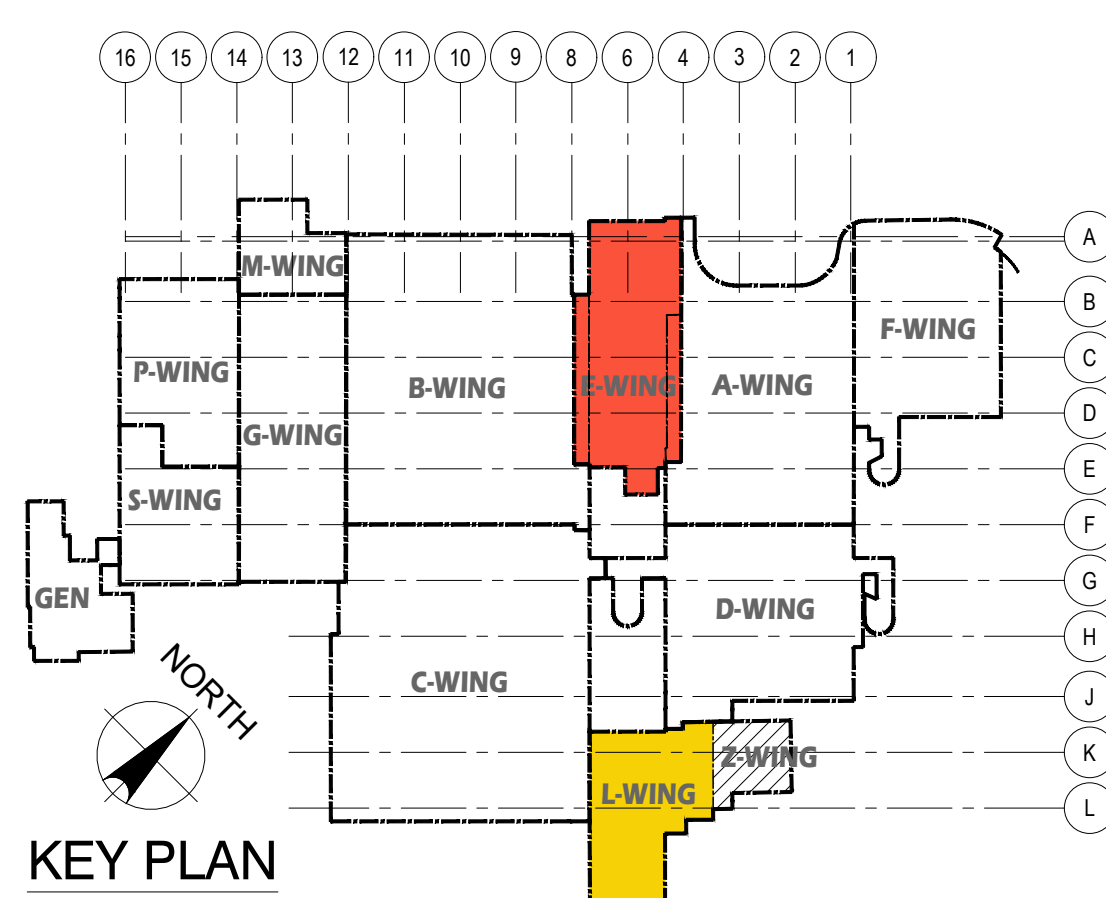 16 15 14 13 12 11 10 9 8 6 4 3 2 1
A
M-WING
B
F-WING
C
P-WING
B-WING
E-WING
A-WING
D
G-WING
E
S-WING
F
G
GEN
D-WING
H
NORTH
C-WING
J
K
Z-WING
L-WING
L
KEY PLAN